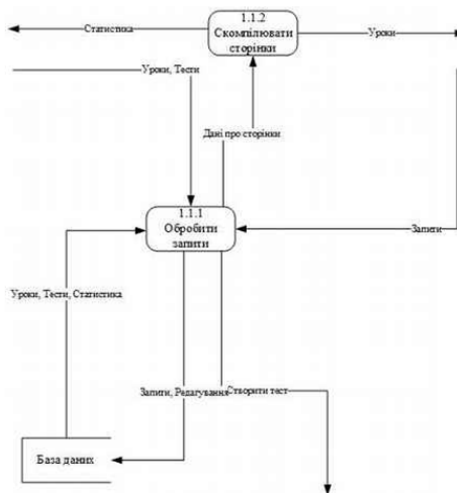 1.1.2
Скомпілювати
сторінки
Статистика
Уроки
Уроки, Тести
Дані про сторінки
1.1.1
Обробити
запити
Запити
Уроки, Тести, Статистика
Запити, Редагування
Створити тест
База даних